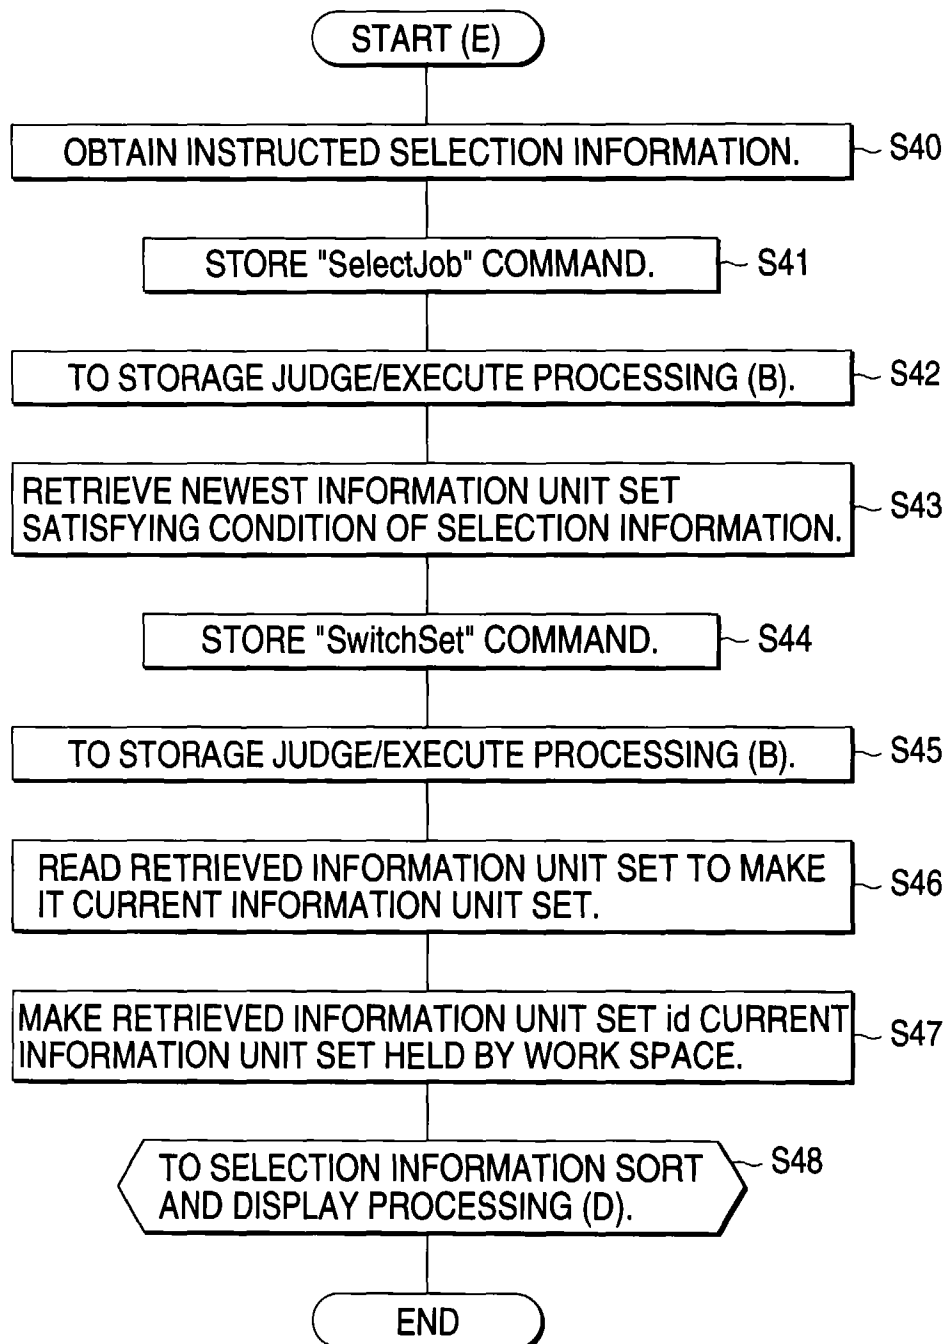 START (E)
OBTAIN INSTRUCTED SELECTION INFORMATION.
S40
STORE "SelectJob" COMMAND.
S41
TO STORAGE JUDGE/EXECUTE PROCESSING (B).
S42
RETRIEVE NEWEST INFORMATION UNIT SET
SATISFYING CONDITION OF SELECTION INFORMATION.
S43
STORE "SwitchSet" COMMAND.
S44
TO STORAGE JUDGE/EXECUTE PROCESSING (B).
S45
READ RETRIEVED INFORMATION UNIT SET TO MAKE
IT CURRENT INFORMATION UNIT SET.
S46
MAKE RETRIEVED INFORMATION UNIT SET id CURRENT
INFORMATION UNIT SET HELD BY WORK SPACE.
S47
TO SELECTION INFORMATION SORT
AND DISPLAY PROCESSING (D).
S48
END